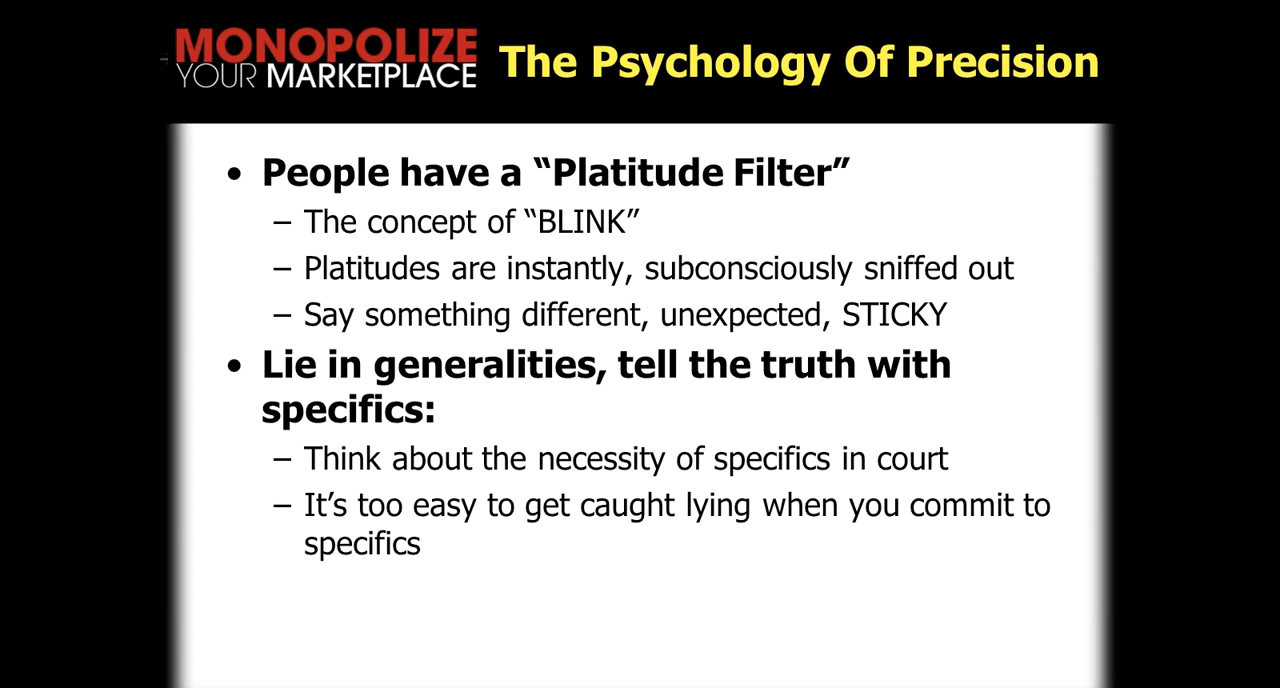 MONOPOLIZE
YOUR MARKETPLACE
The Psychology Of Precision
• People have a “Platitude Filter”
– The concept of “BLINK”
– Platitudes are instantly, subconsciously sniffed out
– Say something different, unexpected, STICKY
• Lie in generalities, tell the truth with
specifics:
– Think about the necessity of specifics in court
– It’s too easy to get caught lying when you commit to
specifics